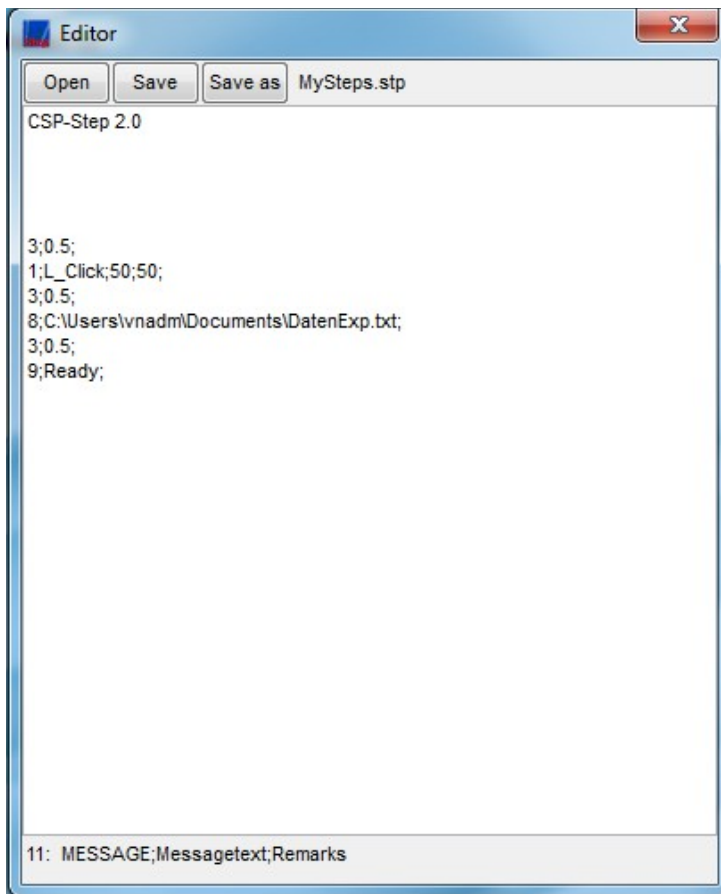 Editor
Open Save Save as MySteps.stp
CSP-Step 2.0
3;0.5;
1;L_Click;50;50;
3;0.5;
8;C:\Users\vnadm\Documents\DatenExp.txt;
3;0.5;
9;Ready;
11: MESSAGE;Messagetext;Remarks